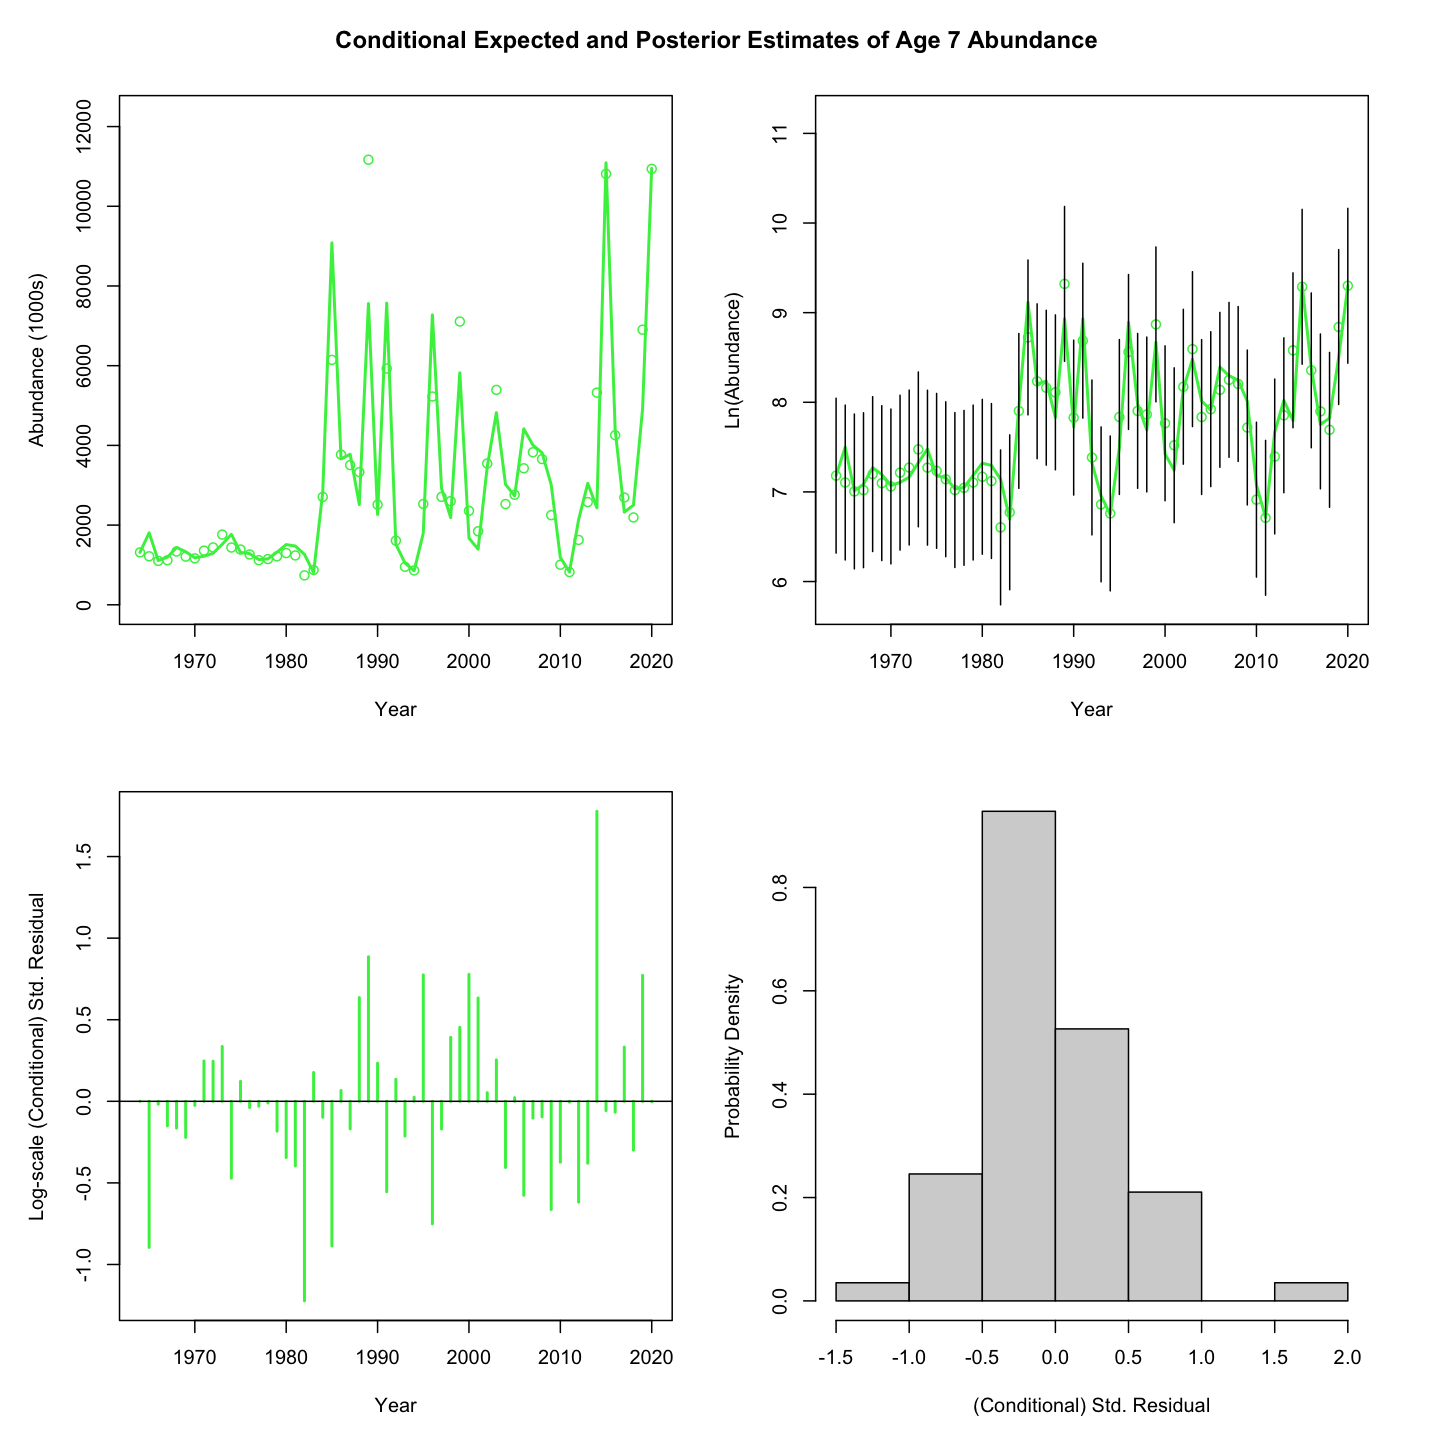 Conditional Expected and Posterior Estimates of Age 7 Abundance
Abundance (1000s)
0 2000 4000 6000 8000 10000 12000
1970 1980 1990 2000 2010 2020
Year
Ln(Abundance)
6 7 8 9 10 11
1970 1980 1990 2000 2010 2020
Year
Log-scale (Conditional) Std. Residual
-1.0 -0.5 0.0 0.5 1.0 1.5
1970 1980 1990 2000 2010 2020
Year
Probability Density
0.0 0.2 0.4 0.6 0.8
-1.5 -1.0 -0.5 0.0 0.5 1.0 1.5 2.0
(Conditional) Std. Residual